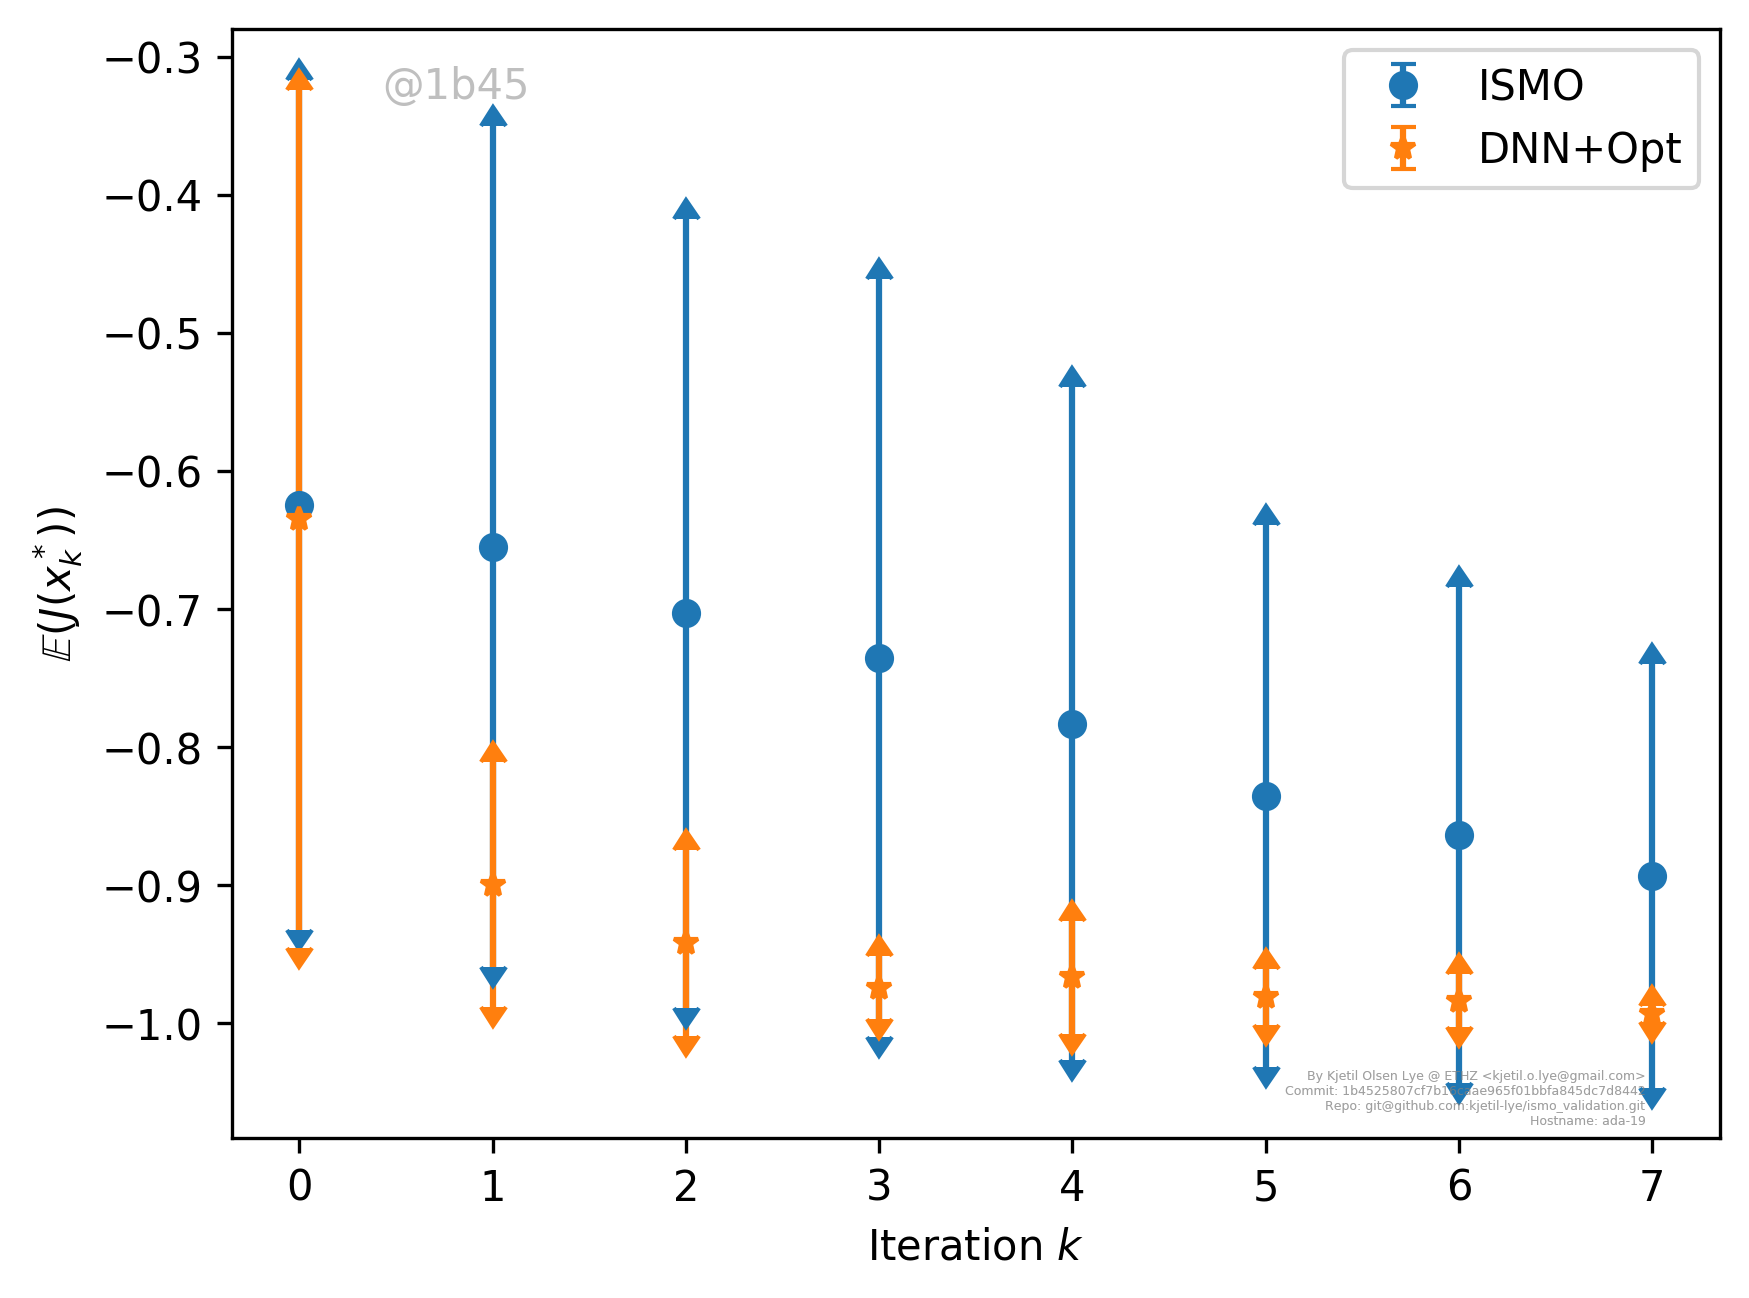 @1b45
ISMO
DNN+Opt
−0.3
−0.4
−0.5
−0.6
−0.7
−0.8
−0.9
−1.0
𝔼(J(x*k))
0 1 2 3 4 5 6 7
Iteration k
By Kjetil Olsen Lye @ ETHZ <kjetil.o.lye@gmail.com>
Commit:
Repo: git@github.com:kjetil-lye/ismo_validation.git
Hostname: ada-19